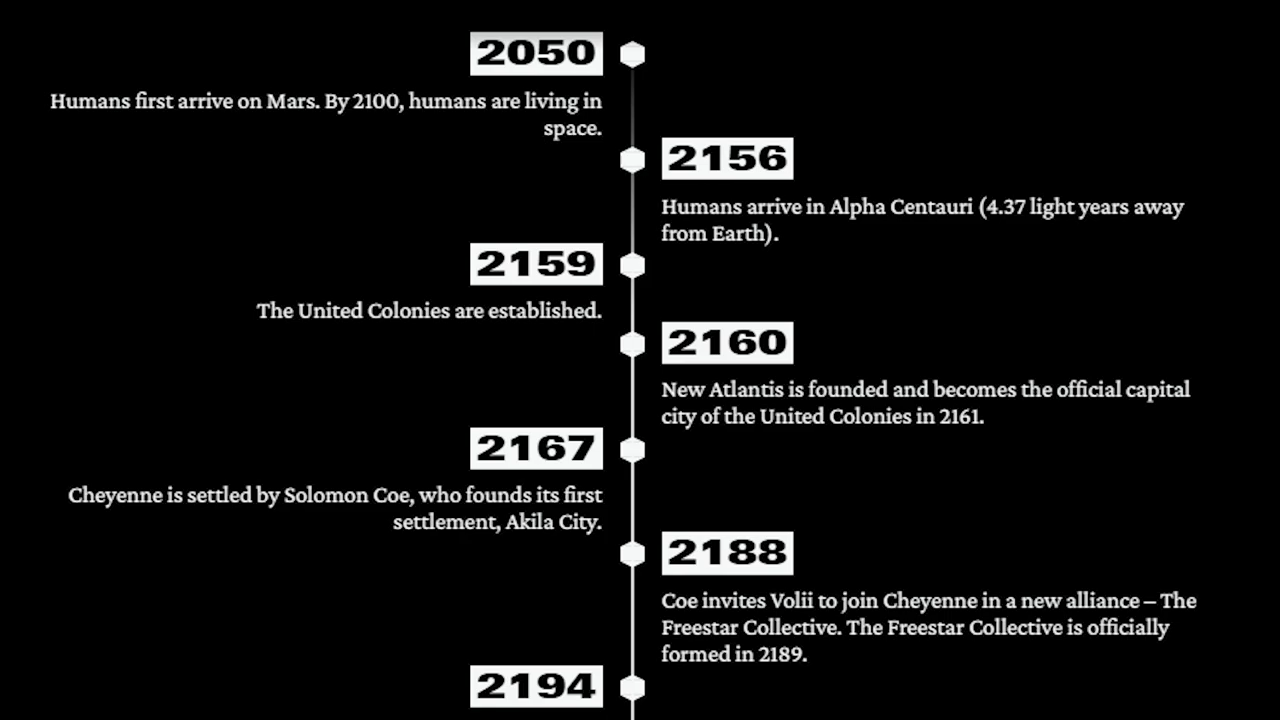 2050
Humans first arrive on Mars. By 2100, humans are living in
space.
2156
Humans arrive in Alpha Centauri (4.37 light years away
from Earth).
2159
The United Colonies are established.
2160
New Atlantis is founded and becomes the official capital
city of the United Colonies in 2161.
2167
Cheyenne is settled by Solomon Coe, who founds its first
settlement, Akila City.
2188
Coe invites Volii to join Cheyenne in a new alliance – The
Freestar Collective. The Freestar Collective is officially
formed in 2189.
2194